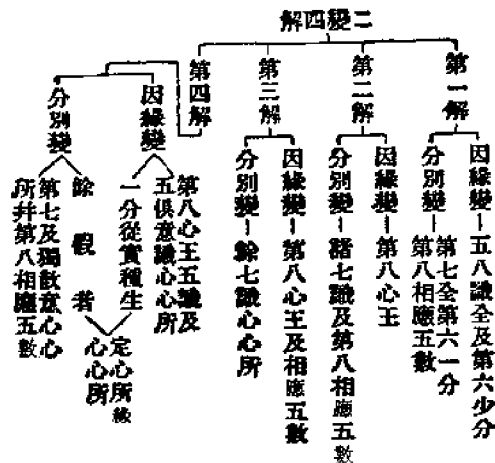 二變四解
第一解
因緣變－五八識全及第六少分
分別變－第七全第六一分
第八相應五數
第二解
因緣變－第八心王
分別變－諸七識及第八相應五數
第三解
因緣變－第八心王及相應五數
分別變－餘七識心心所
第四解
因緣變
第八心王五識及
五俱意識心心所
一分從實種生
定心所緣
心心所
分別變
餘假者
第七及獨數意心心
所并第八相應五數